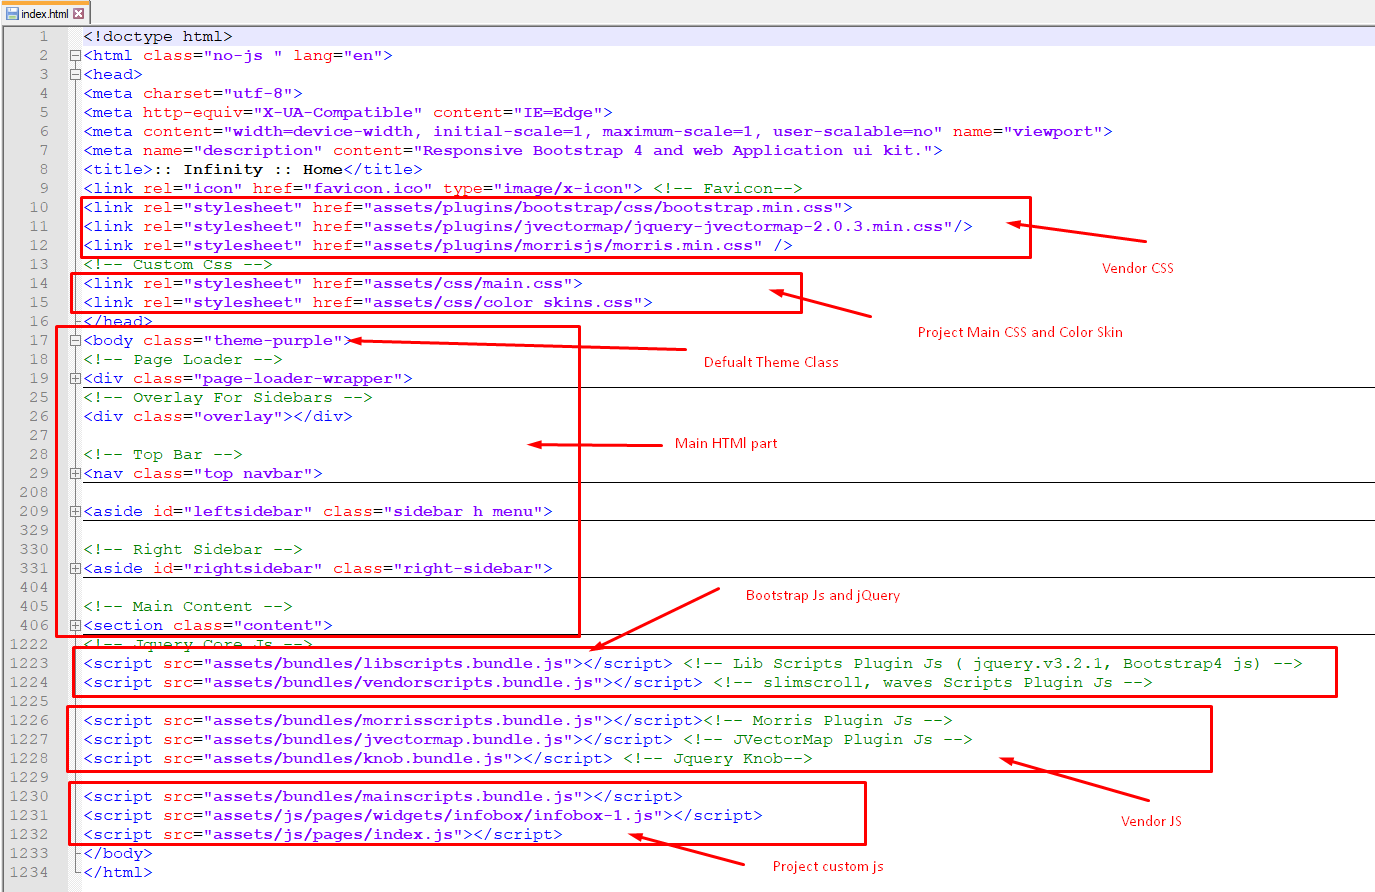 index.html
1 <!doctype html>
2 <html class="no-js " lang="en">
3 <head>
4 <meta charset="utf-8">
5 <meta http-equiv="X-UA-Compatible" content="IE=Edge">
6 <meta content="width=device-width, initial-scale=1, maximum-scale=1, user-scalable=no" name="viewport">
7 <meta name="description" content="Responsive Bootstrap 4 and web Application ui kit.">
8 <title>:: Infinity :: Home</title>
9 <link rel="icon" href="favicon.ico" type="image/x-icon"> <!-- Favicon-->
10 <link rel="stylesheet" href="assets/plugins/bootstrap/css/bootstrap.min.css">
11 <link rel="stylesheet" href="assets/plugins/jvectormap/jquery-jvectormap-2.0.3.min.css"/>
12 <link rel="stylesheet" href="assets/plugins/morrisjs/morris.min.css" />
Vendor CSS
13 <!-- Custom Css -->
14 <link rel="stylesheet" href="assets/css/main.css">
15 <link rel="stylesheet" href="assets/css/color skins.css">
Project Main CSS and Color Skin
16 </head>
17 <body class="theme-purple">
Defualt Theme Class
18 <!-- Page Loader -->
19 <div class="page-loader-wrapper">
25 <!-- Overlay For Sidebars -->
26 <div class="overlay"></div>
27
Main HTMl part
28 <!-- Top Bar -->
29 <nav class="top navbar">
208
209 <aside id="leftsidebar" class="sidebar h menu">
329
330 <!-- Right Sidebar -->
331 <aside id="rightsidebar" class="right-sidebar">
404
Bootstrap Js and jQuery
405 <!-- Main Content -->
406 <section class="content">
1222 <!-- Jquery Core Js -->
1223 <script src="assets/bundles/libscripts.bundle.js"></script> <!-- Lib Scripts Plugin Js ( jquery.v3.2.1, Bootstrap4 js) -->
1224 <script src="assets/bundles/vendorscripts.bundle.js"></script> <!-- slimscroll, waves Scripts Plugin Js -->
1225
1226 <script src="assets/bundles/morrisscripts.bundle.js"></script><!-- Morris Plugin Js -->
1227 <script src="assets/bundles/jvectormap.bundle.js"></script> <!-- JVectorMap Plugin Js -->
1228 <script src="assets/bundles/knob.bundle.js"></script> <!-- Jquery Knob-->
1229
1230 <script src="assets/bundles/mainscripts.bundle.js"></script>
1231 <script src="assets/js/pages/widgets/infobox/infobox-1.js"></script>
Vendor JS
1232 <script src="assets/js/pages/index.js"></script>
1233 </body>
Project custom js
1234 </html>